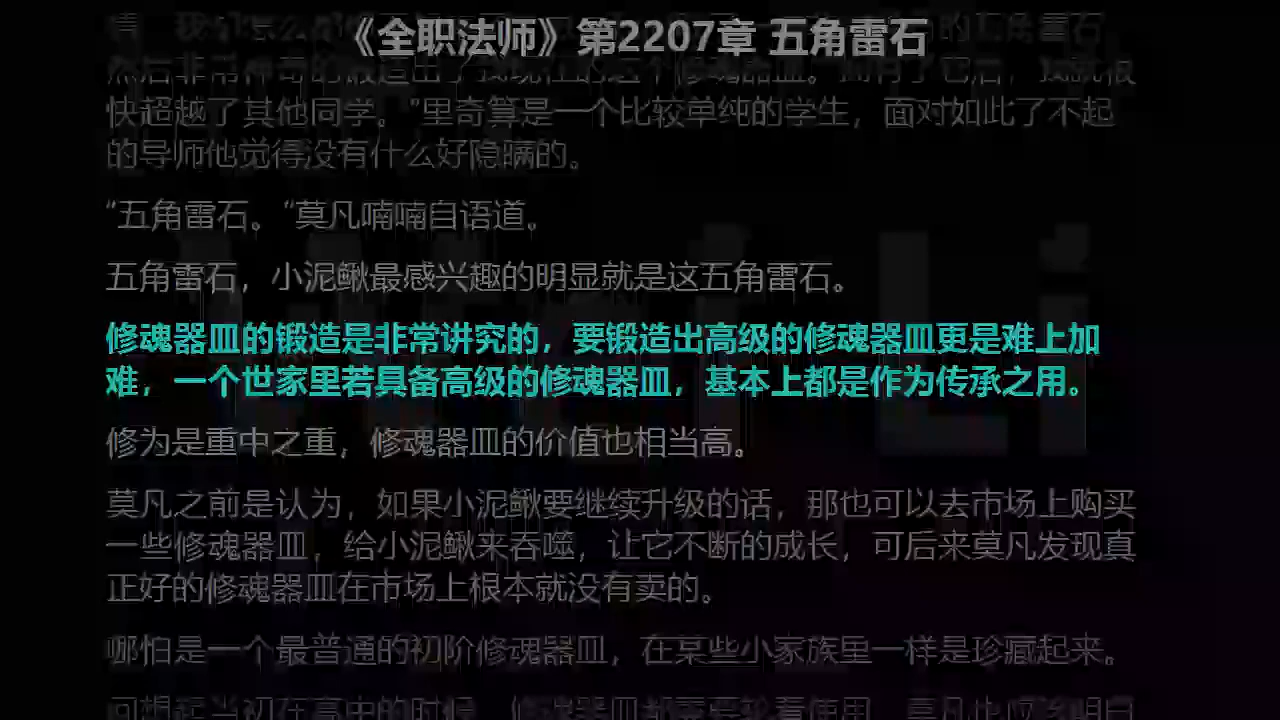 《全职法师》第2207章 五角雷石
快超越了其他同学。”里奇算是一个比较单纯的学生，面对如此了不起
的导师他觉得没有什么好隐瞒的。
“五角雷石。“莫凡喃喃自语道。
五角雷石，小泥鳅最感兴趣的明显就是这五角雷石。
修魂器皿的锻造是非常讲究的，要锻造出高级的修魂器皿更是难上加
难，一个世家里若具备高级的修魂器皿，基本上都是作为传承之用。
修为是重中之重，修魂器皿的价值也相当高。
莫凡之前是认为，如果小泥鳅要继续升级的话，那也可以去市场上购买
一些修魂器皿，给小泥鳅来吞噬，让它不断的成长，可后来莫凡发现真
正好的修魂器皿在市场上根本就没有卖的。
哪怕是一个最普通的初阶修魂器皿，在某些小家族里一样是珍藏起来。